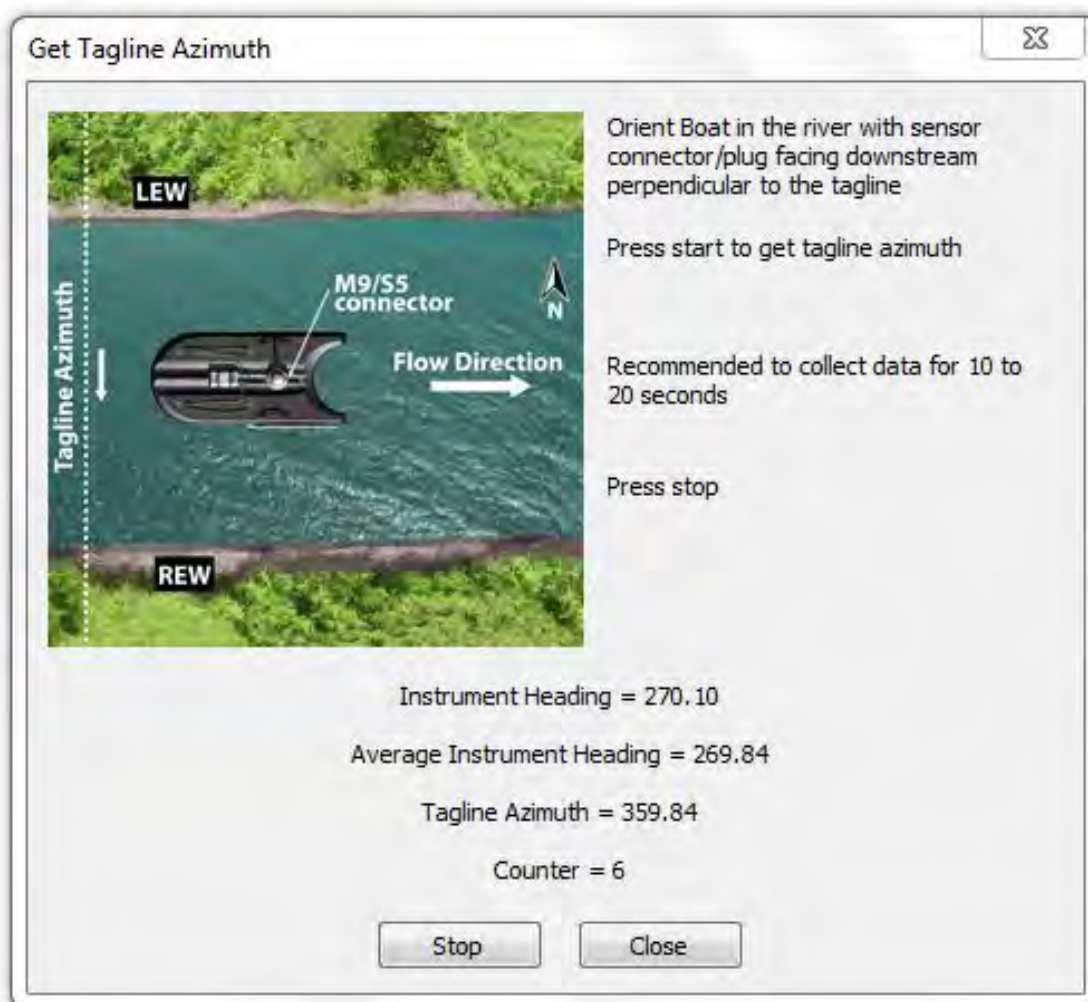 Get Tagline Azimuth
LEW
M9/S5
connector
N
Flow Direction
Tagline Azimuth
REW
Orient Boat in the river with sensor
connector/plug facing downstream
perpendicular to the tagline
Press start to get tagline azimuth
Recommended to collect data for 10 to
20 seconds
Press stop
Instrument Heading = 270.10
Average Instrument Heading = 269.84
Tagline Azimuth = 359.84
Counter = 6
Stop
Close